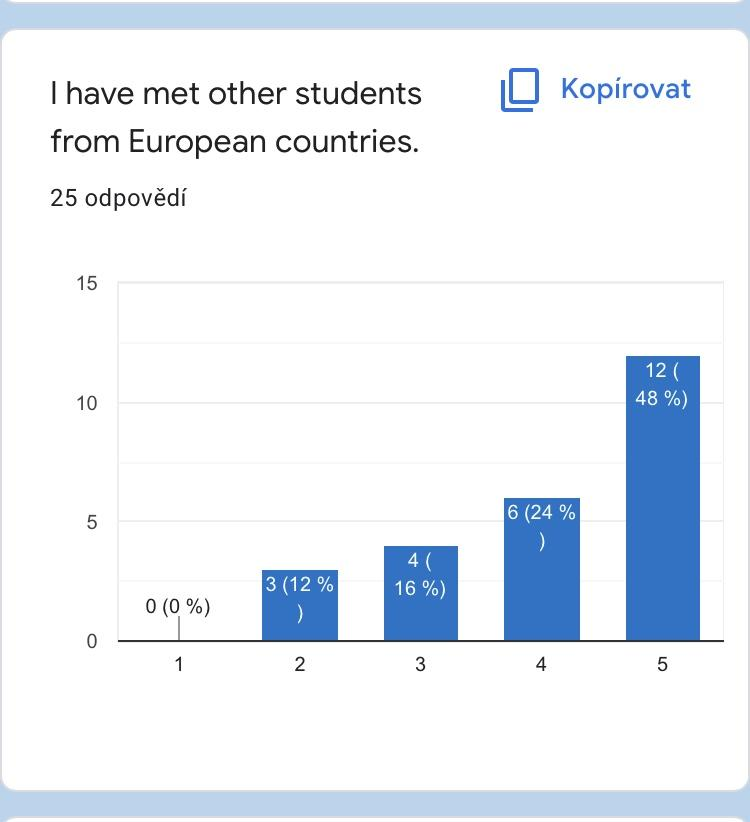 I have met other students
from European countries.
Kopírovat
25 odpovědí
15
10
5
0
0 (0 %)
3 (12 %
)
4 (
16 %)
6 (24 %
)
12 (
48 %)
1
2
3
4
5